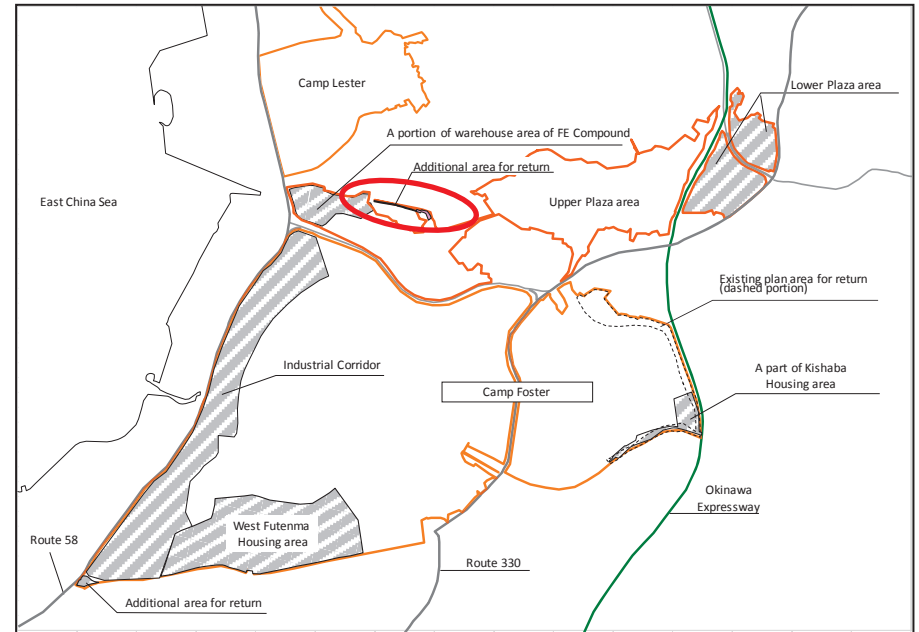 Camp Lester
Lower Plaza area
A portion of warehouse area of FE Compound
Additional area for return
East China Sea
Upper Plaza area
Existing plan area for return
(dashed portion)
Industrial Corridor
A part of Kishaba
Housing area
Camp Foster
Okinawa
Expressway
West Futenma
Housing area
Route 58
Route 330
Additional area for return